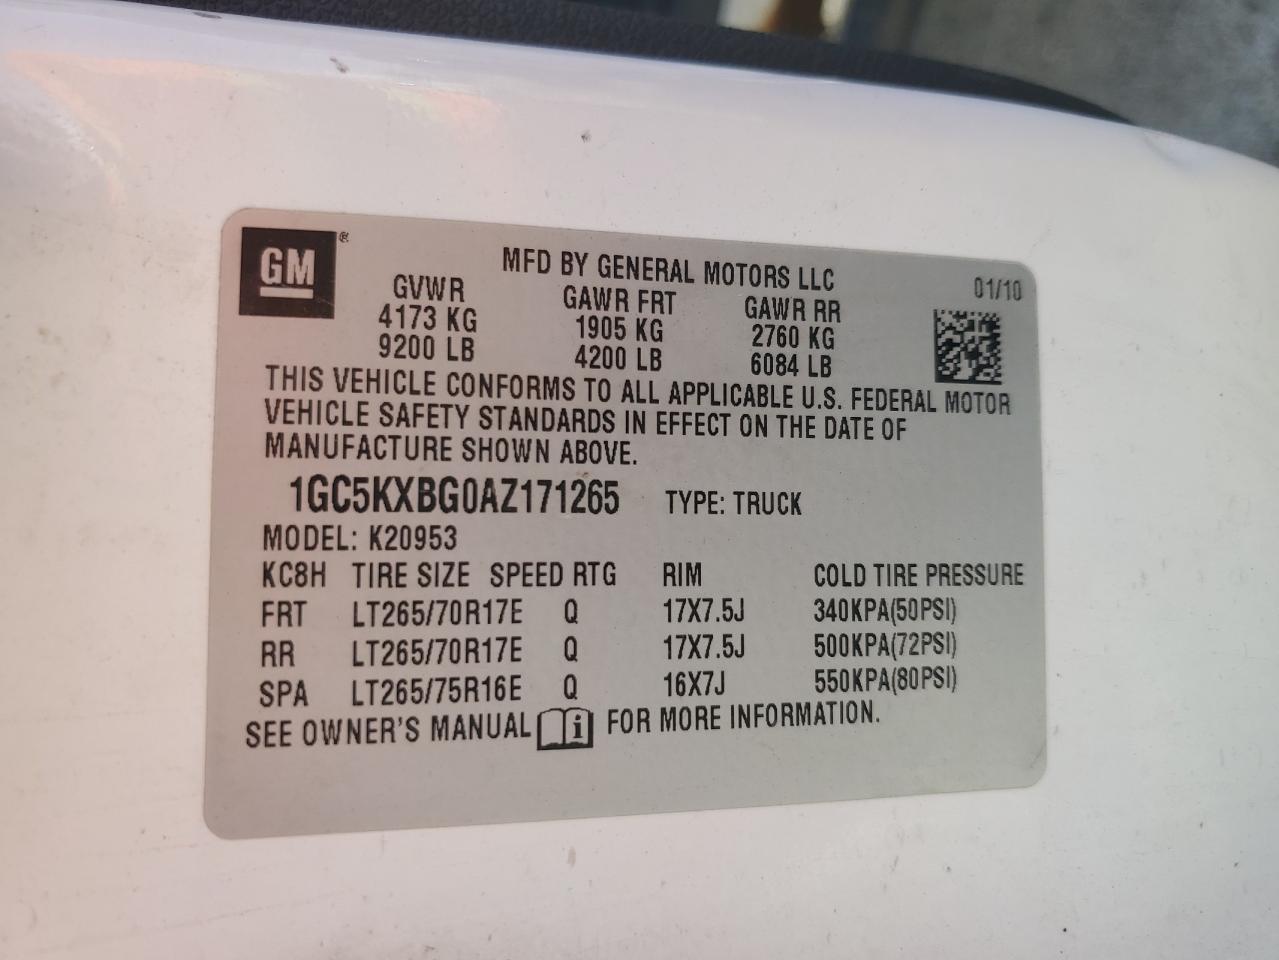 GM ®
MFD BY GENERAL MOTORS LLC 01/10
GVWR GAWR FRT GAWR RR
4173 KG 1905 KG 2760 KG
9200 LB 4200 LB 6084 LB
THIS VEHICLE CONFORMS TO ALL APPLICABLE U.S. FEDERAL MOTOR
VEHICLE SAFETY STANDARDS IN EFFECT ON THE DATE OF
MANUFACTURE SHOWN ABOVE.
1GC5KXBG0AZ171265 TYPE: TRUCK
MODEL: K20953
KC8H TIRE SIZE SPEED RTG RIM COLD TIRE PRESSURE
FRT LT265/70R17E Q 17X7.5J 340KPA(50PSI)
RR LT265/70R17E Q 17X7.5J 500KPA(72PSI)
SPA LT265/75R16E Q 16X7J 550KPA(80PSI)
SEE OWNER'S MANUAL i FOR MORE INFORMATION.